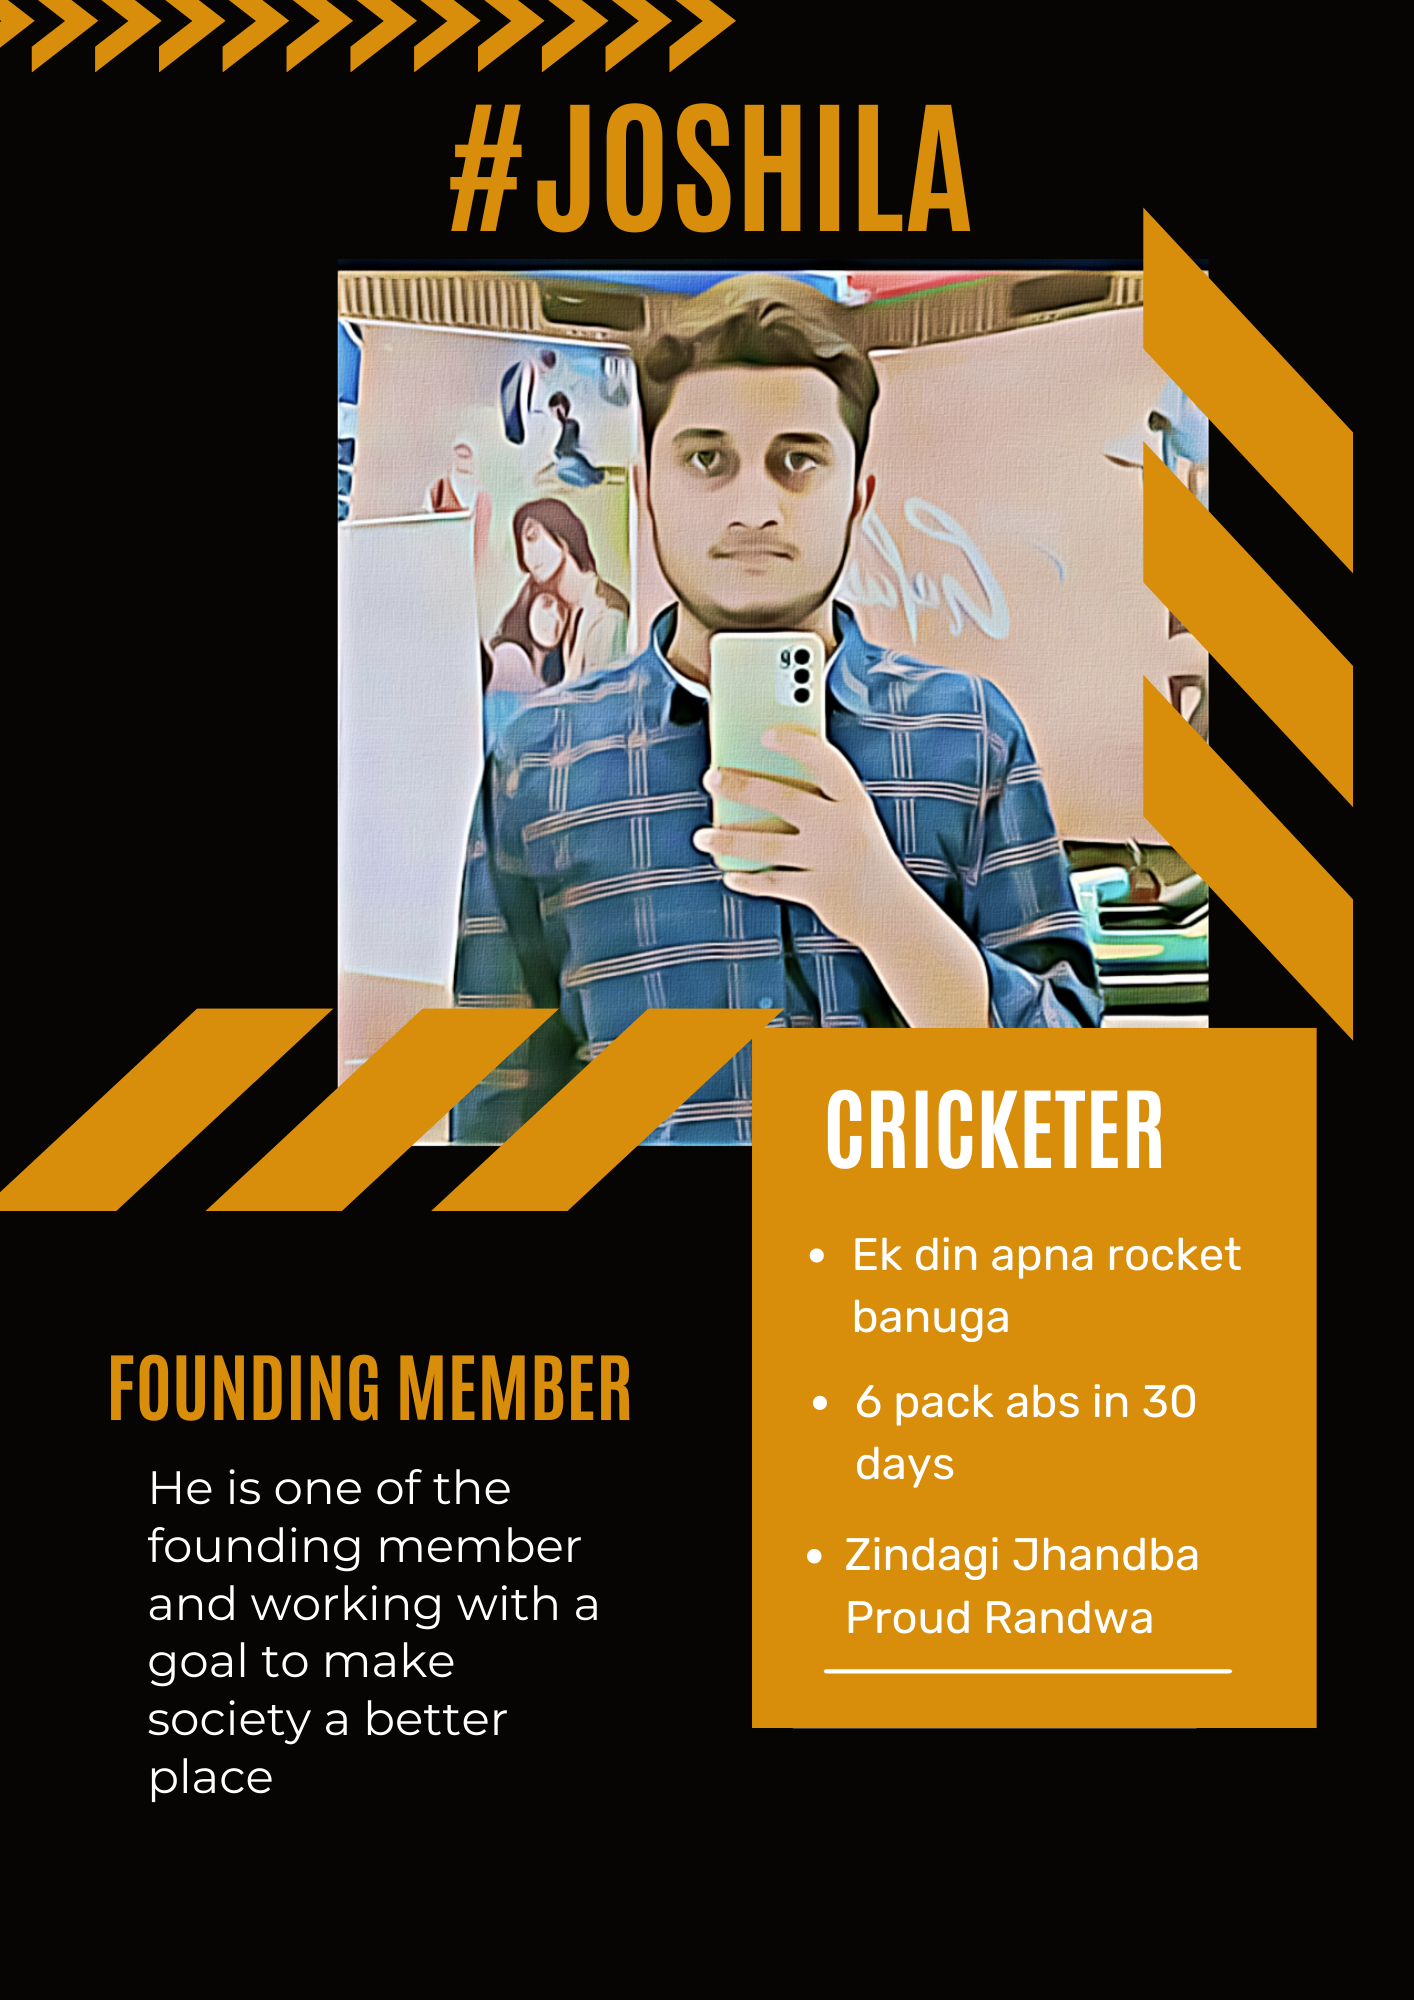 #JOSHILA
CRICKETER
• Ek din apna rocket
banuga
• 6 pack abs in 30
days
• Zindagi Jhandba
Proud Randwa
FOUNDING MEMBER
He is one of the
founding member
and working with a
goal to make
society a better
place